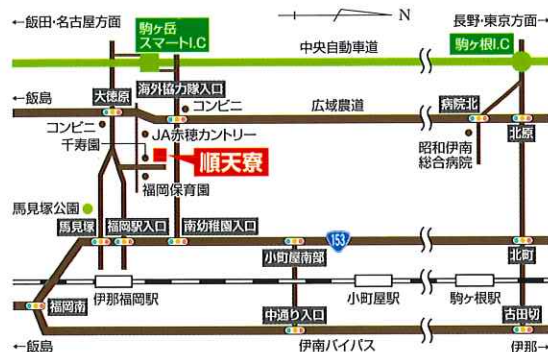 ←飯田・名古屋方面
駒ヶ岳
スマートI.C
N
長野・東京方面→
中央自動車道
駒ヶ根I.C
←飯島
大徳原
海外協力隊入口
コンビニ
広域農道
病院北
北原
コンビニ
千寿園
JA赤穂カントリー
順天寮
福岡保育園
昭和伊南
総合病院
馬見塚公園
馬見塚
福岡駅入口
南幼稚園入口
小町屋南部
153
北町
伊那福岡駅
小町屋駅
駒ヶ根駅
福岡南
中通り入口
古田切
←飯島
伊南バイパス
伊那→